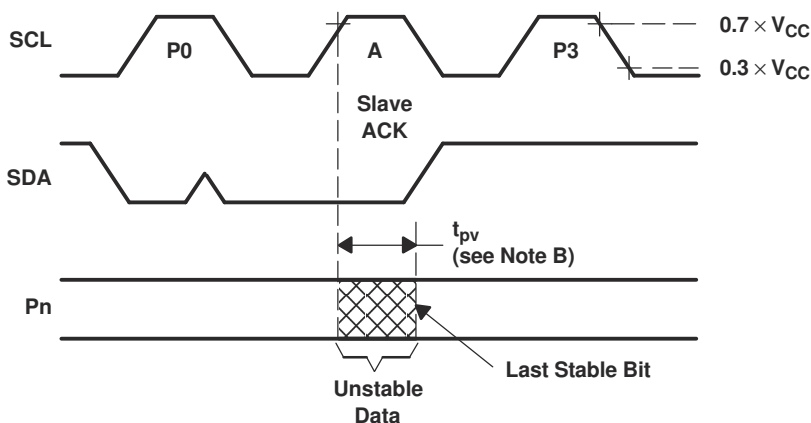 SCL
P0
A
P3
0.7 × VCC
0.3 × VCC
Slave
ACK
SDA
tpv
(see Note B)
Pn
Last Stable Bit
Unstable
Data